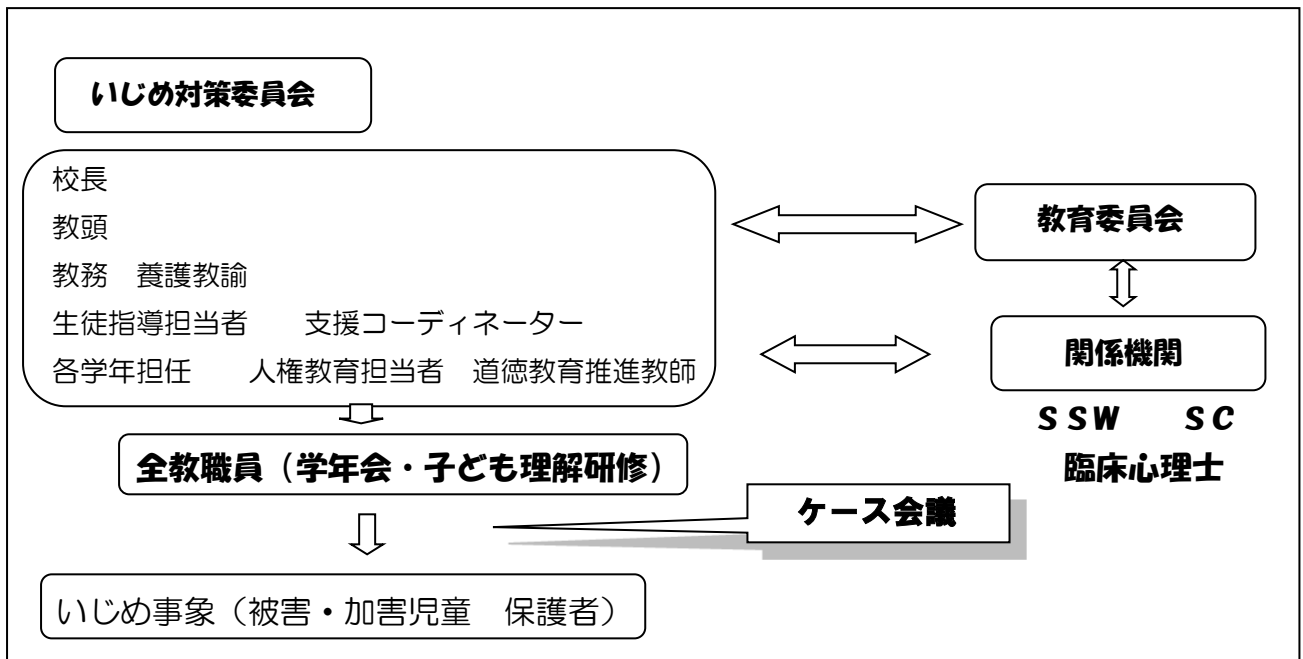 いじめ対策委員会
校長
教頭
教務　養護教諭
生徒指導担当者　　支援コーディネーター
各学年担任　　人権教育担当者　道徳教育推進教師
教育委員会
関係機関
ＳＳＷ　　ＳＣ
臨床心理士
全教職員（学年会・子ども理解研修）
ケース会議
いじめ事象（被害・加害児童　保護者）